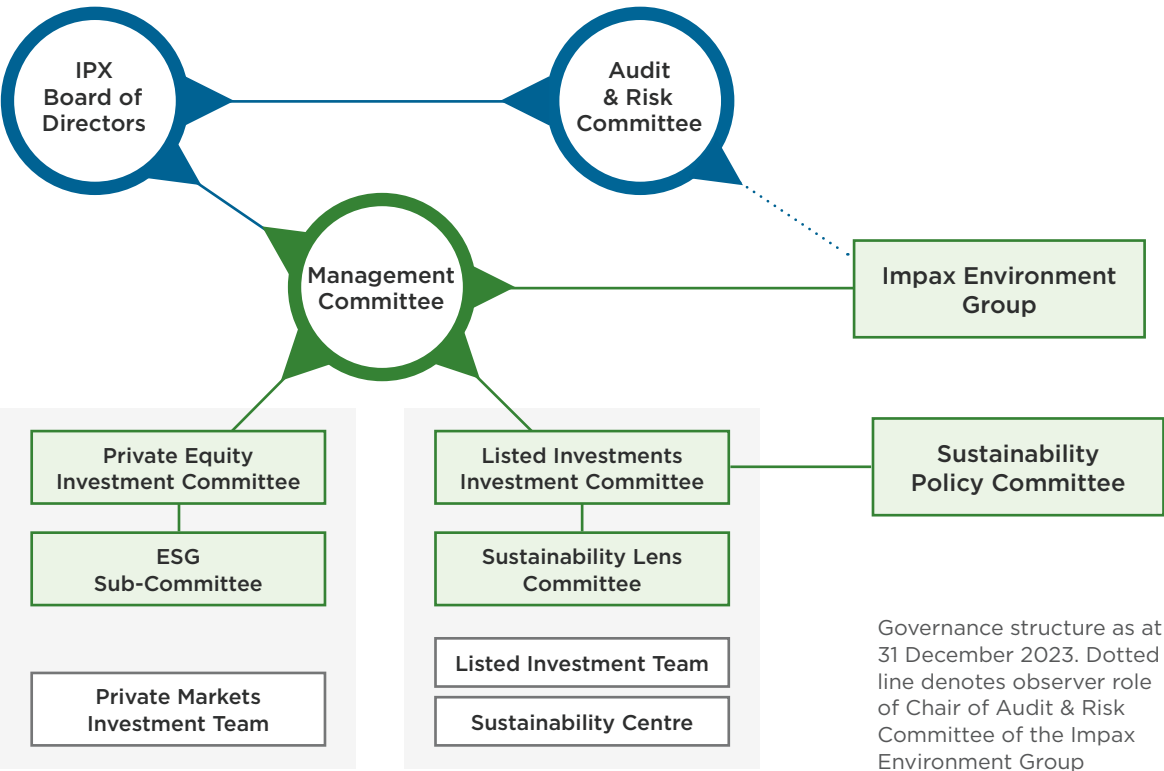 IPX
Board of
Directors
Audit
& Risk
Committee
Management
Committee
Impax Environment
Group
Private Equity
Investment Committee
ESG
Sub-Committee
Private Markets
Investment Team
Listed Investments
Investment Committee
Sustainability Lens
Committee
Listed Investment Team
Sustainability Centre
Sustainability
Policy Committee
Governance structure as at
31 December 2023. Dotted
line denotes observer role
of Chair of Audit & Risk
Committee of the Impax
Environment Group